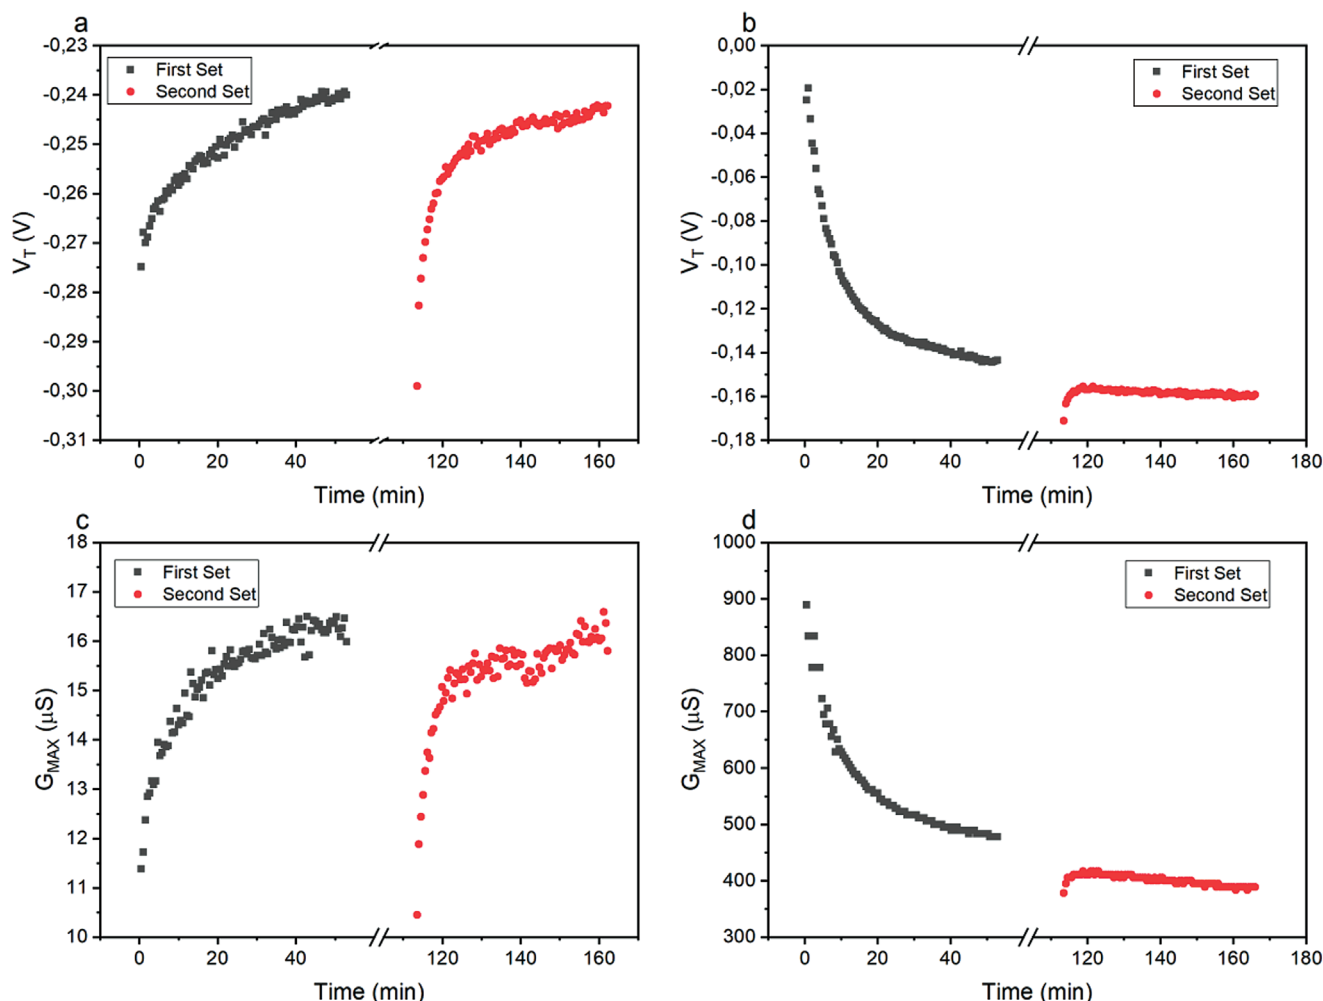 a
-0,23
-0,24
-0,25
-0,26
-0,27
-0,28
-0,29
-0,30
-0,31
V_T (V)
First Set
Second Set
0 20 40 120 140 160
Time (min)
b
0,00
-0,02
-0,04
-0,06
-0,08
-0,10
-0,12
-0,14
-0,16
-0,18
V_T (V)
First Set
Second Set
0 20 40 120 140 160 180
Time (min)
c
18
17
16
15
14
13
12
11
10
G_MAX (μS)
First Set
Second Set
0 20 40 120 140 160
Time (min)
d
1000
900
800
700
600
500
400
300
G_MAX (μS)
First Set
Second Set
0 20 40 120 140 160 180
Time (min)